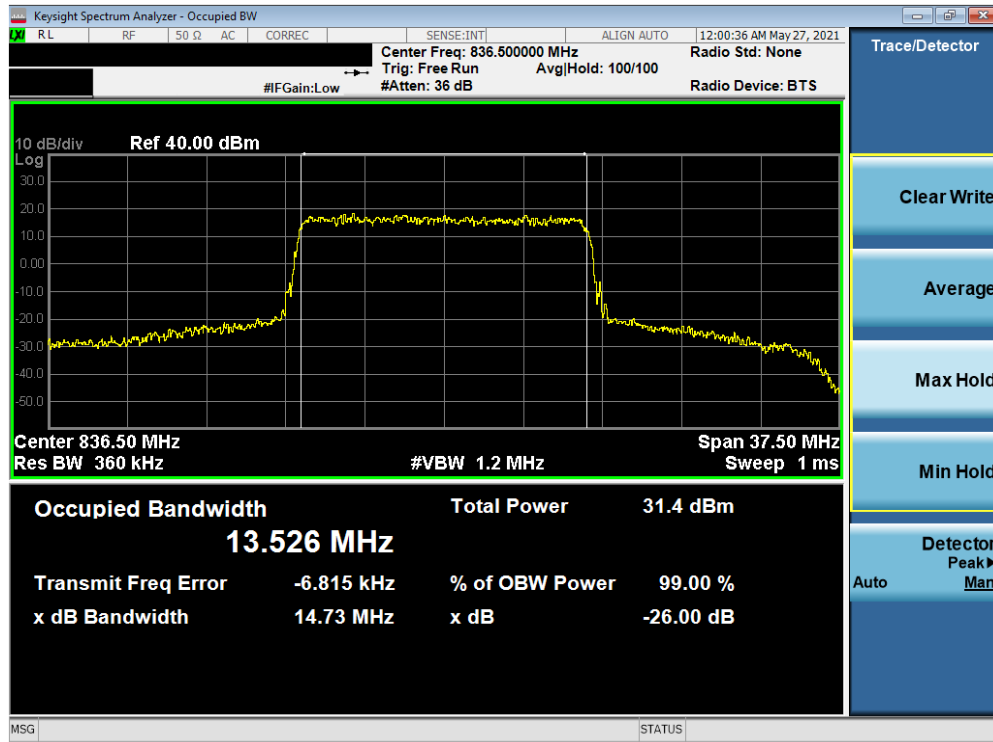 Keysight Spectrum Analyzer - Occupied BW
LXI RL RF 50 Ω AC CORREC SENSE:INT ALIGN AUTO 12:00:36 AM May 27, 2021
Center Freq: 836.500000 MHz Radio Std: None
Trig: Free Run Avg|Hold: 100/100
#IFGain:Low #Atten: 36 dB Radio Device: BTS
10 dB/div Ref 40.00 dBm
Log
30.0
20.0
10.0
0.00
-10.0
-20.0
-30.0
-40.0
-50.0
Center 836.50 MHz Span 37.50 MHz
Res BW 360 kHz #VBW 1.2 MHz Sweep 1 ms
Occupied Bandwidth Total Power 31.4 dBm
13.526 MHz
Transmit Freq Error -6.815 kHz % of OBW Power 99.00 %
x dB Bandwidth 14.73 MHz x dB -26.00 dB
MSG STATUS
Trace/Detector
Clear Write
Average
Max Hold
Min Hold
Detector
Peak▶
Auto Man